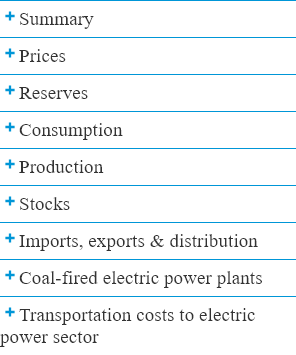 + Summary
+ Prices
+ Reserves
+ Consumption
+ Production
+ Stocks
+ Imports, exports & distribution
+ Coal-fired electric power plants
+ Transportation costs to electric
power sector